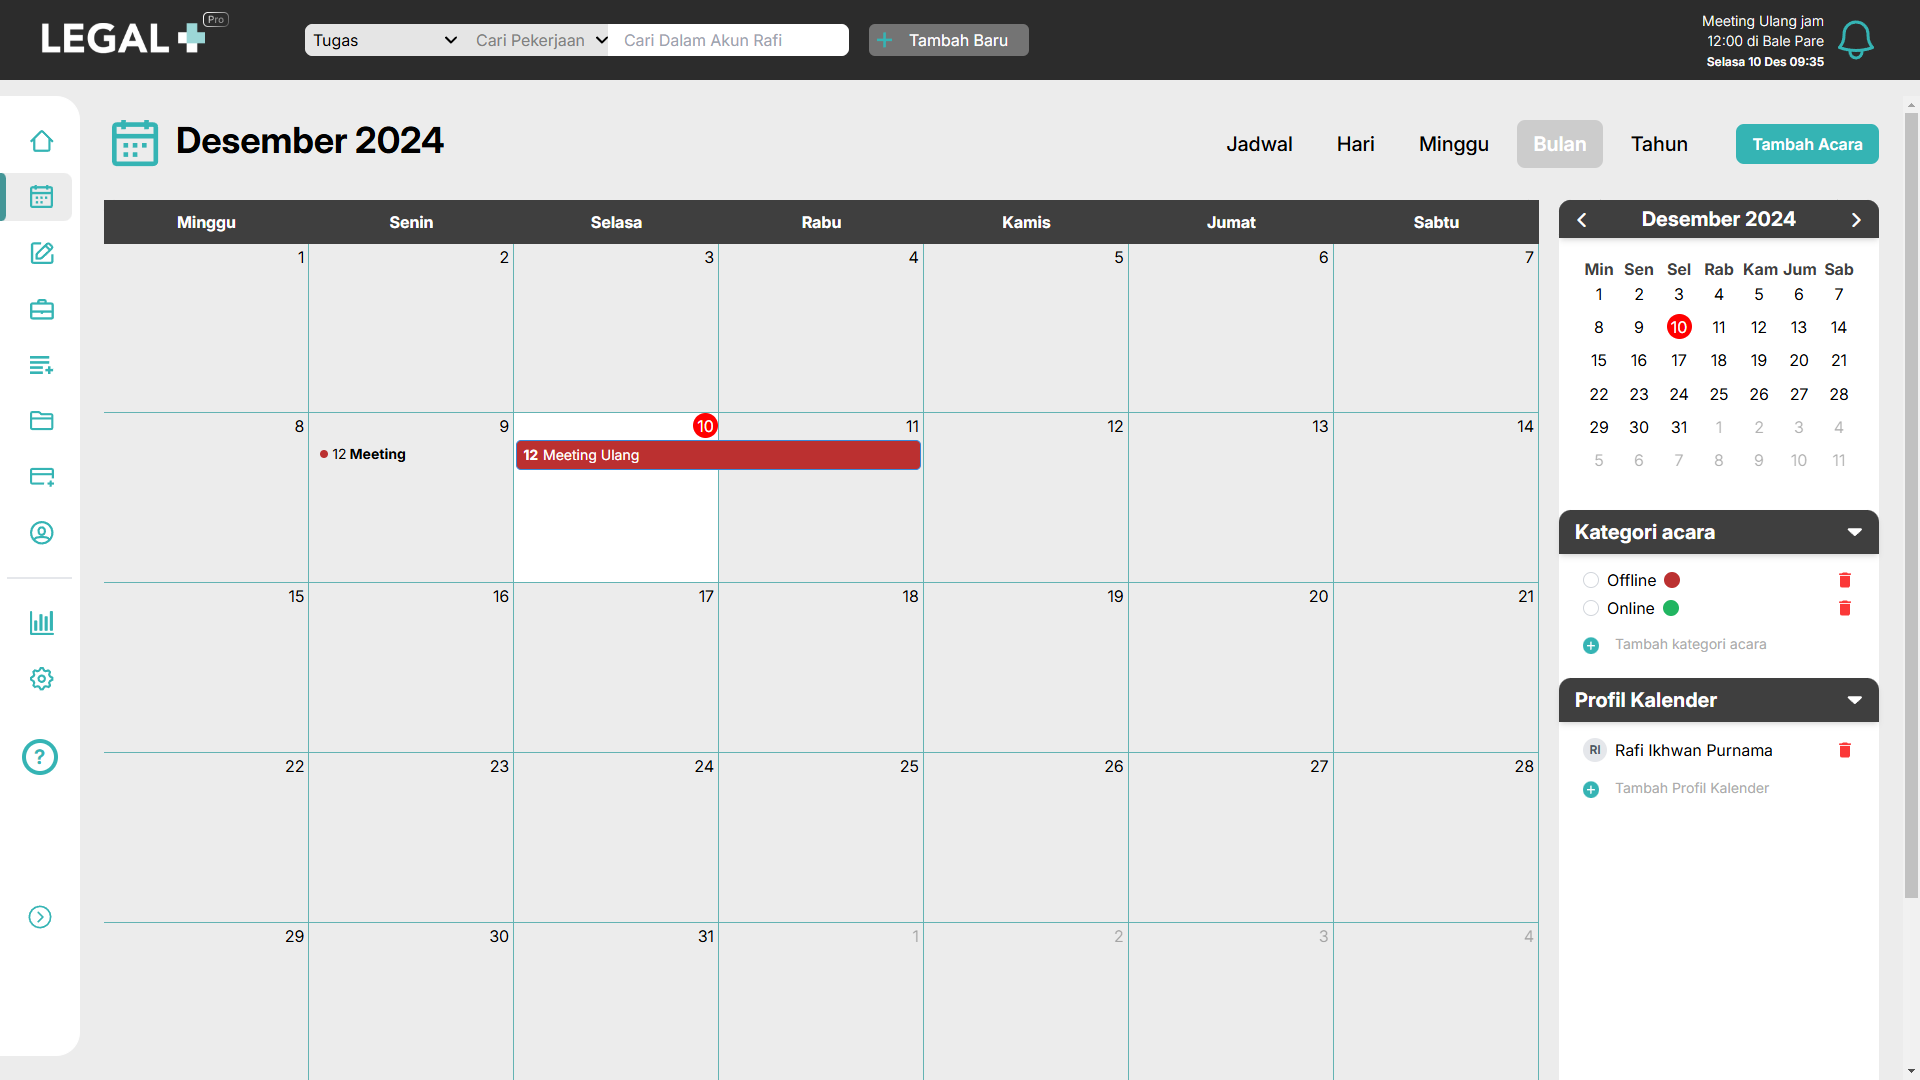 LEGAL
Pro
Tugas
Cari Pekerjaan
Cari Dalam Akun Rafi
+ Tambah Baru
Meeting Ulang jam
12:00 di Bale Pare
Selasa 10 Des 09:35
Desember 2024
Jadwal Hari Minggu Bulan Tahun
Tambah Acara
Minggu Senin Selasa Rabu Kamis Jumat Sabtu
1 2 3 4 5 6 7
8 9 10 11 12 13 14
12 Meeting
12 Meeting Ulang
15 16 17 18 19 20 21
22 23 24 25 26 27 28
29 30 31 1 2 3 4
?
Desember 2024
Min Sen Sel Rab Kam Jum Sab
1 2 3 4 5 6 7
8 9 10 11 12 13 14
15 16 17 18 19 20 21
22 23 24 25 26 27 28
29 30 31 1 2 3 4
5 6 7 8 9 10 11
Kategori acara
Offline
Online
Tambah kategori acara
Profil Kalender
RI Rafi Ikhwan Purnama
Tambah Profil Kalender